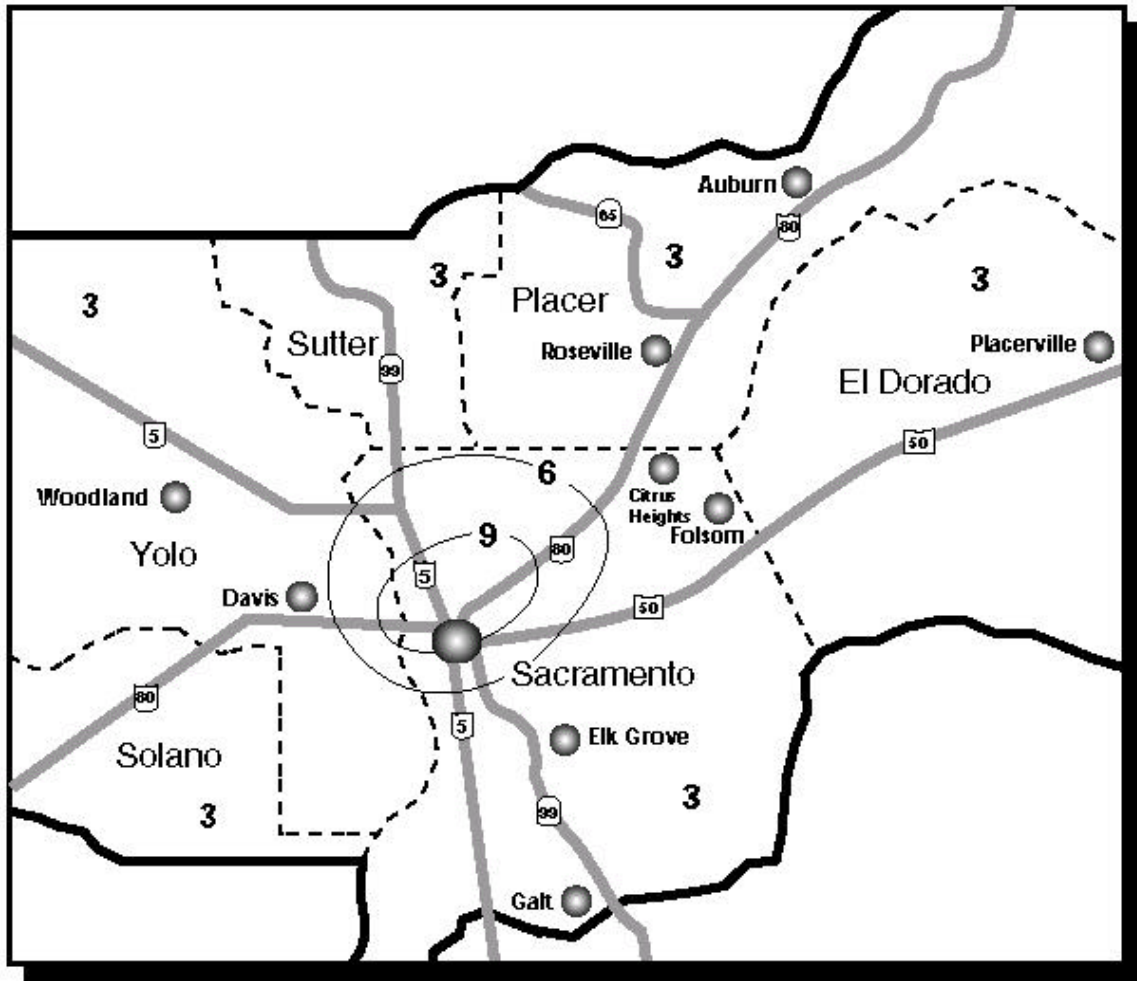 Auburn
65
80
3
3
3
3
Placer
Sutter
Roseville
Placerville
99
El Dorado
5
50
6
Woodland
Citrus
Heights
Folsom
9
Yolo
80
5
Davis
50
Sacramento
80
5
Elk Grove
Solano
3
3
99
Galt